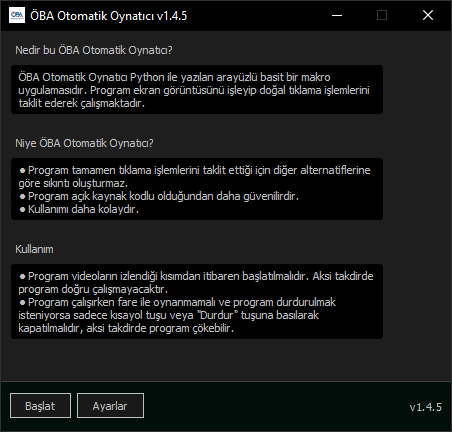 ÖBA
ÖBA Otomatik Oynatıcı v1.4.5
Nedir bu ÖBA Otomatik Oynatıcı?
ÖBA Otomatik Oynatıcı Python ile yazılan arayüzlü basit bir makro
uygulamasıdır. Program ekran görüntüsünü işleyip doğal tıklama işlemlerini
taklit ederek çalışmaktadır.
Niye ÖBA Otomatik Oynatıcı?
● Program tamamen tıklama işlemlerini taklit ettiği için diğer alternatiflerine
göre sıkıntı oluşturmaz.
● Program açık kaynak kodlu olduğundan daha güvenilirdir.
● Kullanımı daha kolaydır.
Kullanım
● Program videoların izlendiği kısımdan itibaren başlatılmalıdır. Aksi takdirde
program doğru çalışmayacaktır.
● Program çalışırken fare ile oynanmamalı ve program durdurulmak
isteniyorsa sadece kısayol tuşu veya "Durdur" tuşuna basılarak
kapatılmalıdır, aksi takdirde program çökebilir.
Başlat
Ayarlar
v1.4.5